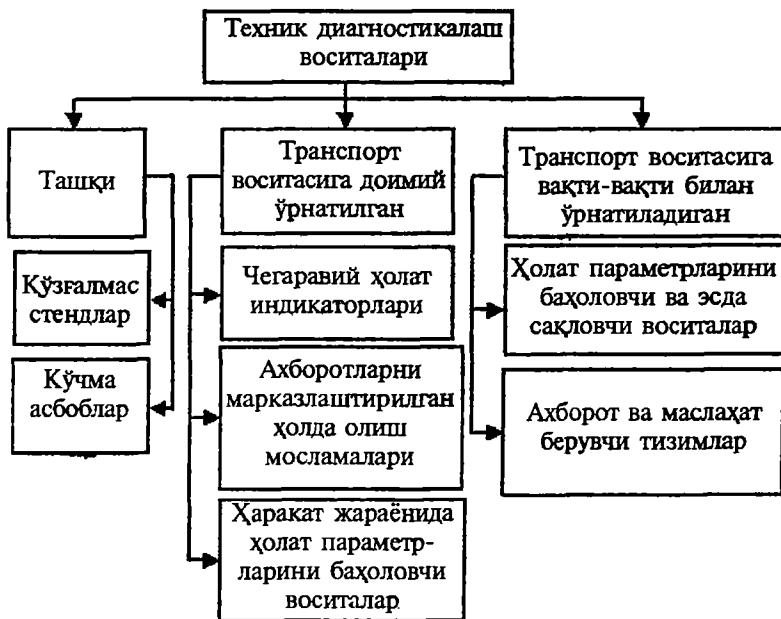 Техник диагностикалаш
воситалари
Ташқи
Қўзғалмас
стендлар
Кўчма
асбоблар
Транспорт
воситасига доимий
ўрнатилган
Чегаравий ҳолат
индикаторлари
Ахборотларни
марказлаштирилган
ҳолда олиш
мосламалари
Ҳаракат жараёнида
ҳолат параметр-
ларини баҳоловчи
воситалар
Транспорт воситасига
вақти-вақти билан
ўрнатиладиган
Ҳолат параметрларини
баҳоловчи ва эсда
сақловчи воситалар
Ахборот ва маслаҳат
берувчи тизимлар